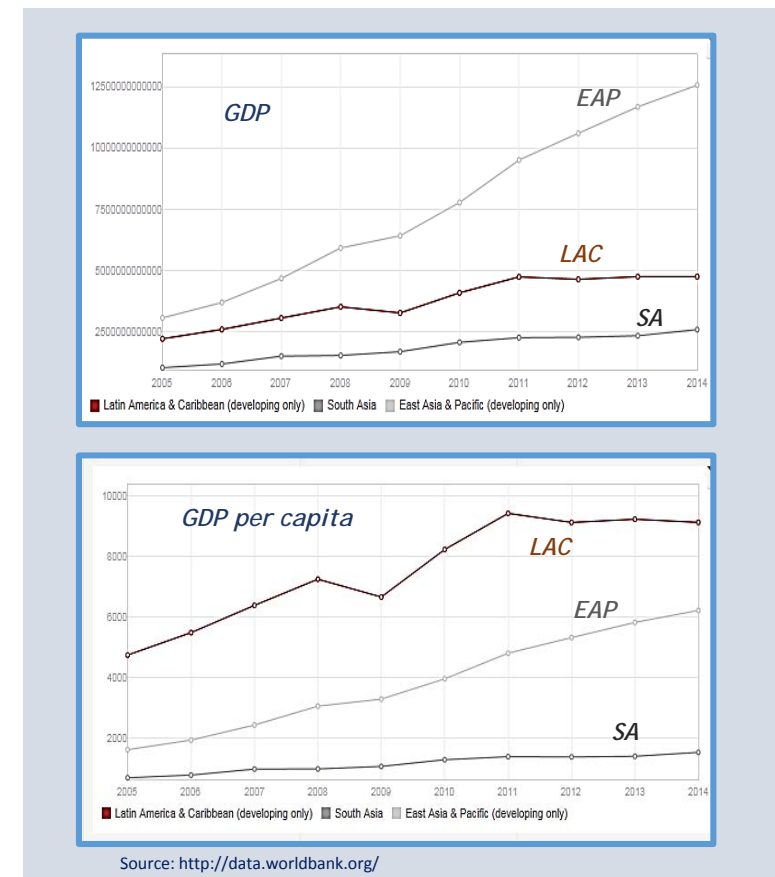 GDP
EAP
LAC
SA
12500000000000
10000000000000
7500000000000
5000000000000
2500000000000
2005 2006 2007 2008 2009 2010 2011 2012 2013 2014
Latin America & Caribbean (developing only) South Asia East Asia & Pacific (developing only)
GDP per capita
LAC
EAP
SA
10000
8000
6000
4000
2000
2005 2006 2007 2008 2009 2010 2011 2012 2013 2014
Latin America & Caribbean (developing only) South Asia East Asia & Pacific (developing only)
Source: http://data.worldbank.org/